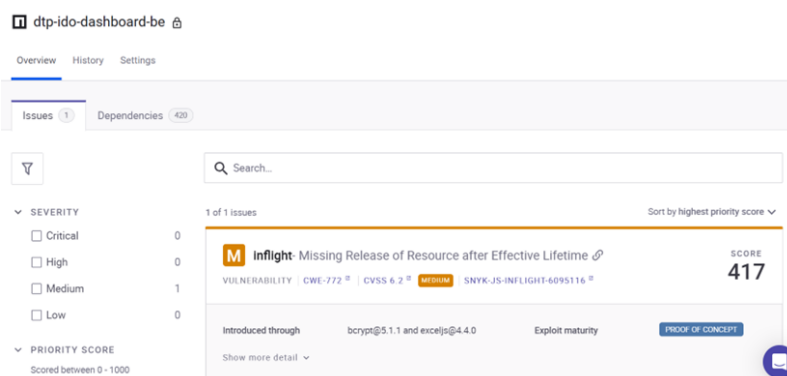 dtp-ido-dashboard-be
Overview History Settings
Issues 1 Dependencies 420
Search...
SEVERITY
Critical 0
High 0
Medium 1
Low 0
PRIORITY SCORE
Scored between 0 - 1000
1 of 1 issues Sort by highest priority score
M inflight - Missing Release of Resource after Effective Lifetime
VULNERABILITY CWE-772 CVSS 6.2 MEDIUM SNYK-JS-INFLIGHT-6095116
SCORE
417
Introduced through bcrypt@5.1.1 and exceljs@4.4.0 Exploit maturity PROOF OF CONCEPT
Show more detail